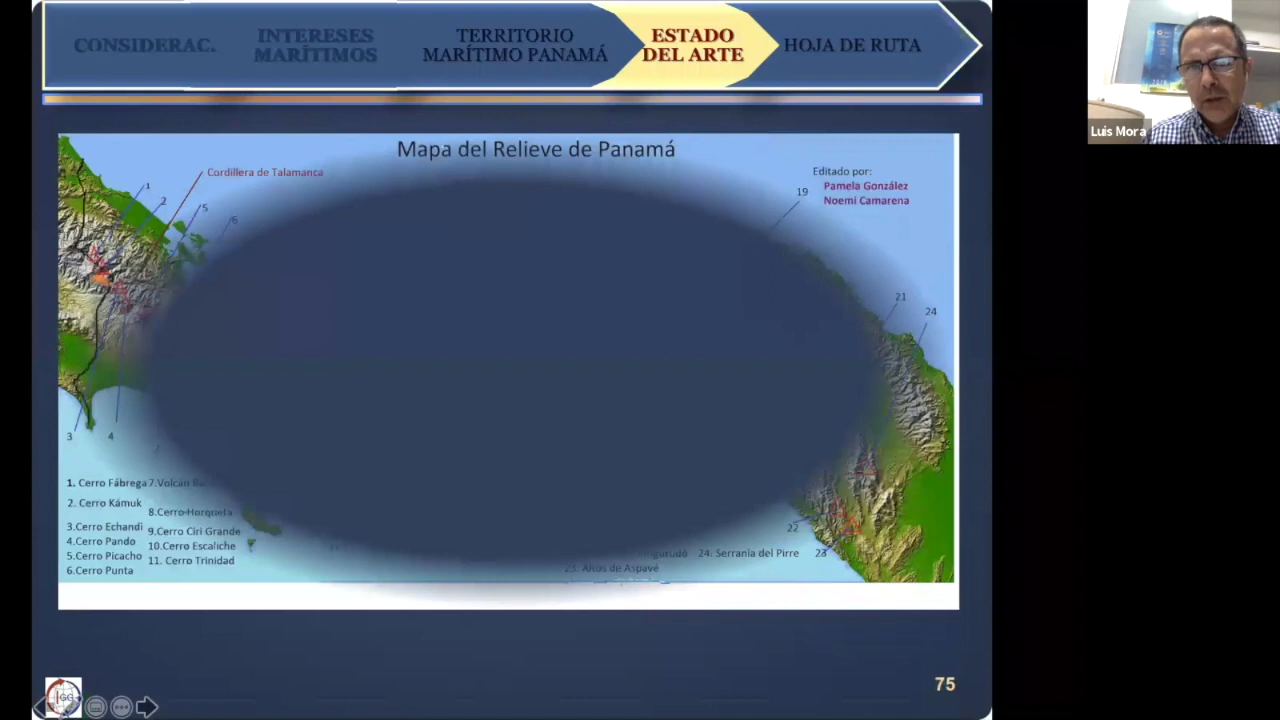 CONSIDERAC.
INTERESES
MARÍTIMOS
TERRITORIO
MARÍTIMO PANAMÁ
ESTADO
DEL ARTE
HOJA DE RUTA
Luis Mora
Mapa del Relieve de Panamá
Cordillera de Talamanca
Editado por:
Pamela González
Noemi Camarena
1
2
5
6
19
21
24
3
4
7
1. Cerro Fábrega
2. Cerro Kámuk
3.Cerro Echandi
4.Cerro Pando
5.Cerro Picacho
6.Cerro Punta
7.Volcán
8.Cerro Horqueta
9.Cerro Ciri Grande
10.Cerro Escaliche
11. Cerro Trinidad
22
23
24. Serranía del Pirre
23. Altos de Aspavé
IGC
75